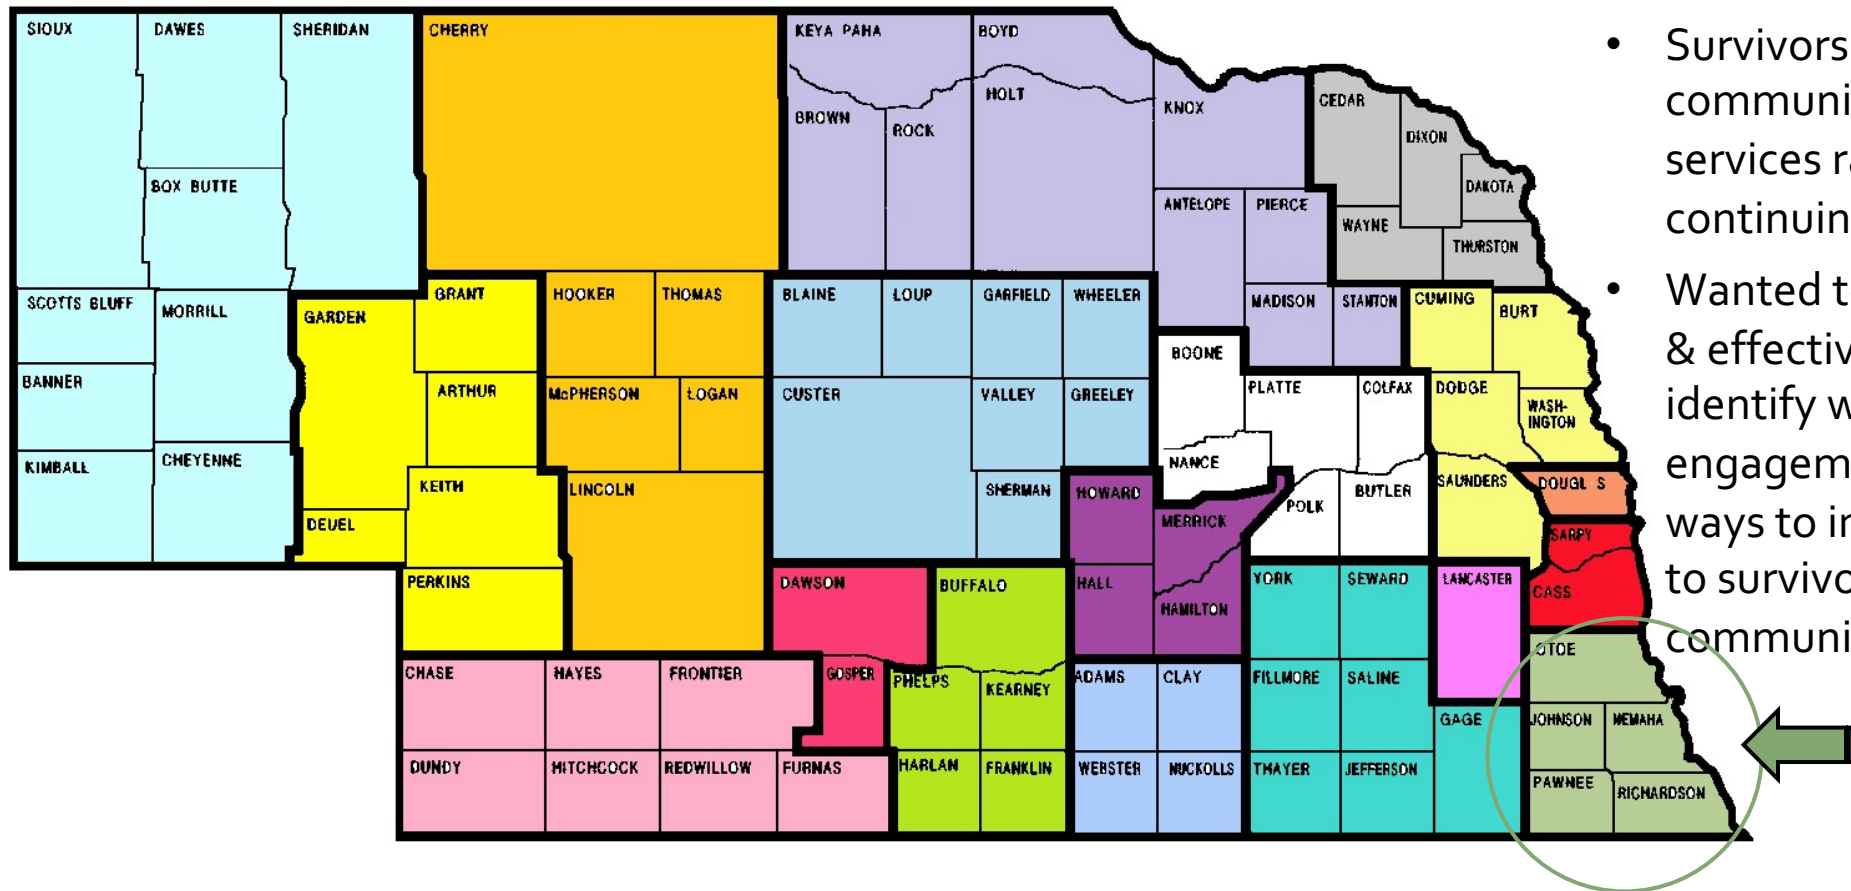 SIOUX
DAWES
SHERIDAN
CHERRY
KEYA PAHA
BOYD
HOLT
BROWN
ROCK
KNOX
CEDAR
DIXON
DAKOTA
BOX BUTTE
ANTELOPE
PIERCE
WAYNE
THURSTON
SCOTTS BLUFF
MORRILL
GARDEN
GRANT
HOOKER
THOMAS
BLAINE
LOUP
GARFIELD
WHEELER
MADISON
STANTON
CUMING
BURT
BOONE
BANNER
ARTHUR
McPHERSON
LOGAN
CUSTER
VALLEY
GREELEY
PLATTE
COLFAX
DODGE
WASH-
INGTON
KIMBALL
CHEYENNE
KEITH
LINCOLN
SHERMAN
HOWARD
NANCE
MERRICK
POLK
BUTLER
SAUNDERS
DOUGL S
DEUEL
SARPY
PERKINS
DAWSON
BUFFALO
HALL
HAMILTON
YORK
SEWARD
LANCASTER
CASS
CHASE
HAYES
FRONTIER
GOSPER
PHELPS
KEARNEY
ADAMS
CLAY
FILLMORE
SALINE
GAGE
OTOE
JOHNSON
NEMAHA
DUNDY
HITCHCOCK
REDWILLOW
FURNAS
HARLAN
FRANKLIN
WEBSTER
NUCKOLLS
THAYER
JEFFERSON
PAWNEE
RICHARDSON
• Survivors
communi
services ra
continuin
• Wanted t
& effectiv
identify w
engagem
ways to i
to survivo
communi